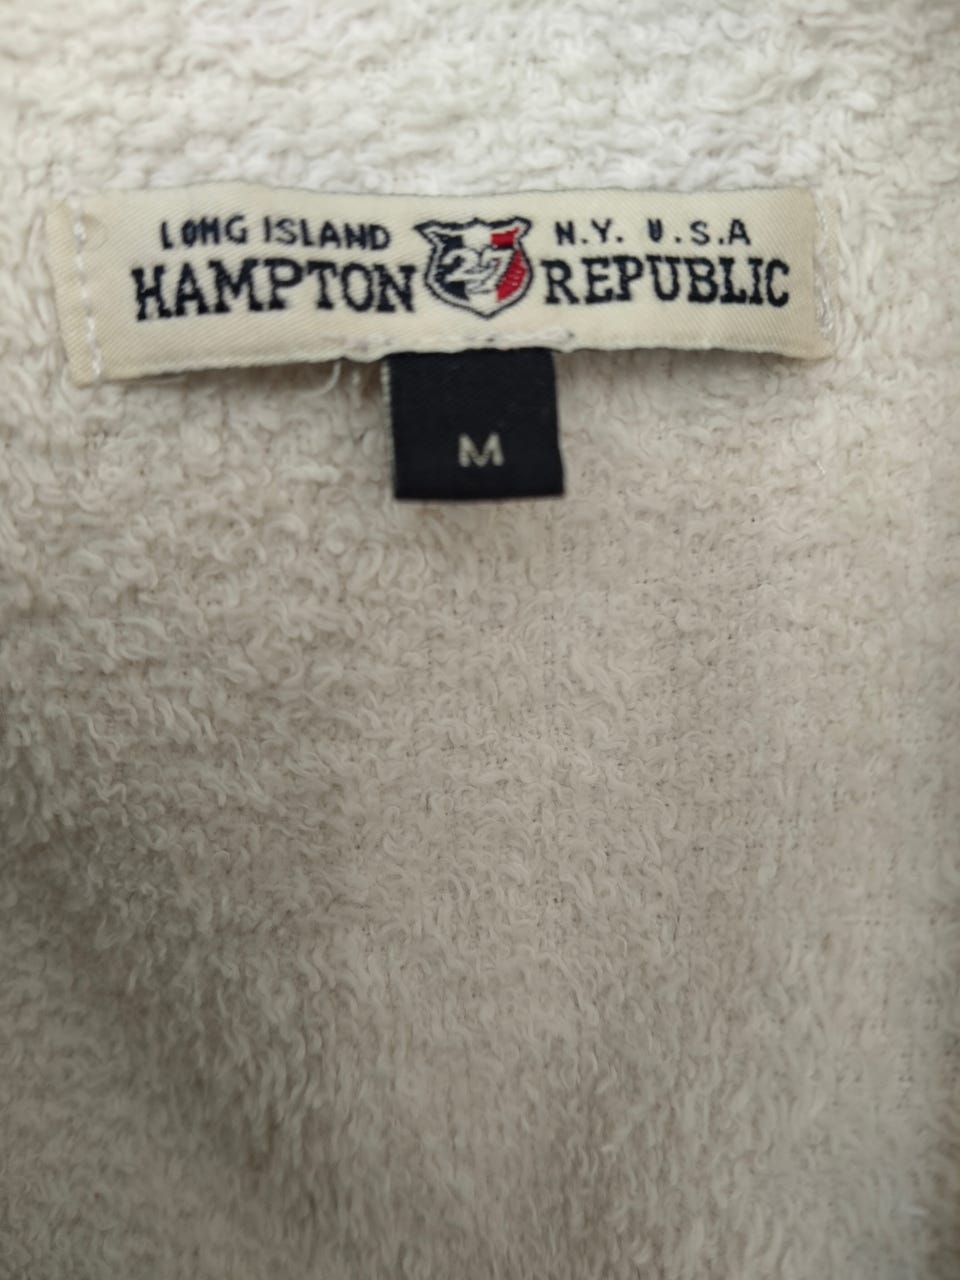 LONG ISLAND N.Y. U.S.A
HAMPTON 27 REPUBLIC
M